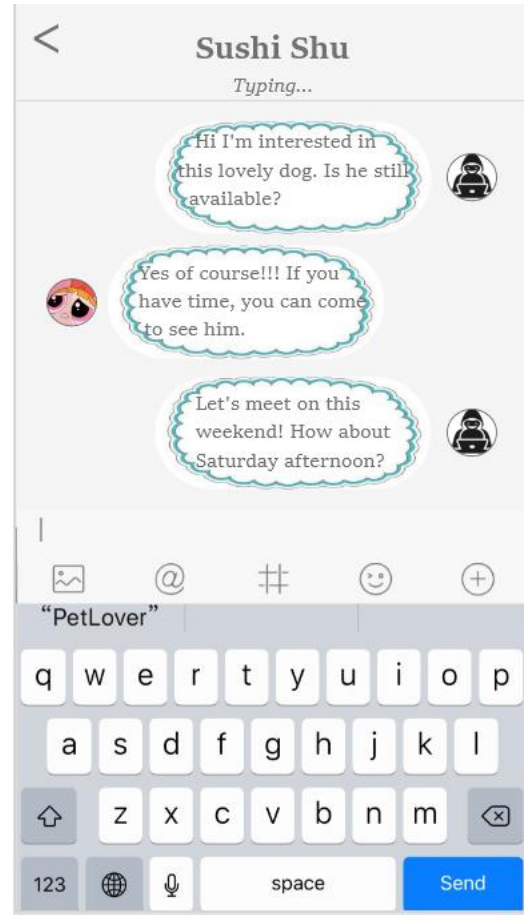 Sushi Shu
Typing...
Hi I'm interested in
this lovely dog. Is he still
available?
Yes of course!!! If you
have time, you can come
to see him.
Let's meet on this
weekend! How about
Saturday afternoon?
@
“PetLover”
q w e r t y u i o p
a s d f g h j k l
z x c v b n m
123 space Send